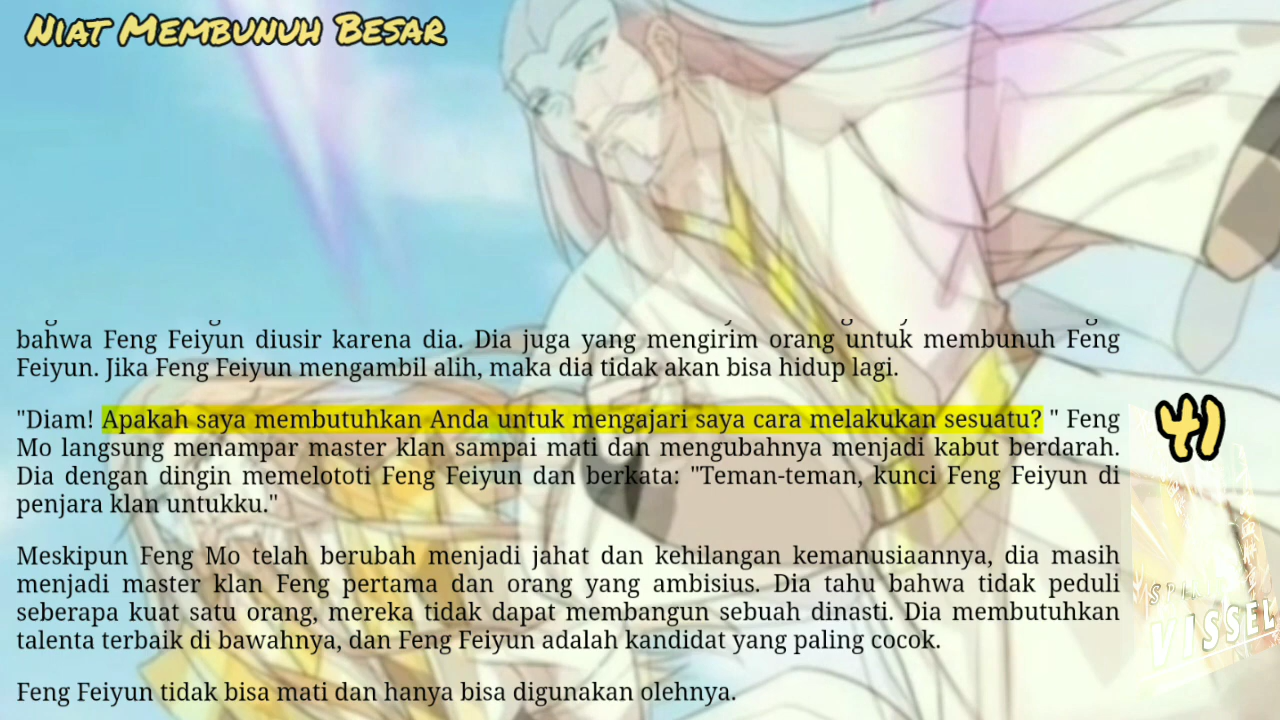 NIAT MEMBUNUH BESAR
bahwa Feng Feiyun diusir karena dia. Dia juga yang mengirim orang untuk membunuh Feng
Feiyun. Jika Feng Feiyun mengambil alih, maka dia tidak akan bisa hidup lagi.
"Diam! Apakah saya membutuhkan Anda untuk mengajari saya cara melakukan sesuatu? " Feng
Mo langsung menampar master klan sampai mati dan mengubahnya menjadi kabut berdarah.
Dia dengan dingin memelototi Feng Feiyun dan berkata: "Teman-teman, kunci Feng Feiyun di
penjara klan untukku."
Meskipun Feng Mo telah berubah menjadi jahat dan kehilangan kemanusiaannya, dia masih
menjadi master klan Feng pertama dan orang yang ambisius. Dia tahu bahwa tidak peduli
seberapa kuat satu orang, mereka tidak dapat membangun sebuah dinasti. Dia membutuhkan
talenta terbaik di bawahnya, dan Feng Feiyun adalah kandidat yang paling cocok.
Feng Feiyun tidak bisa mati dan hanya bisa digunakan olehnya.
41
VISSEL